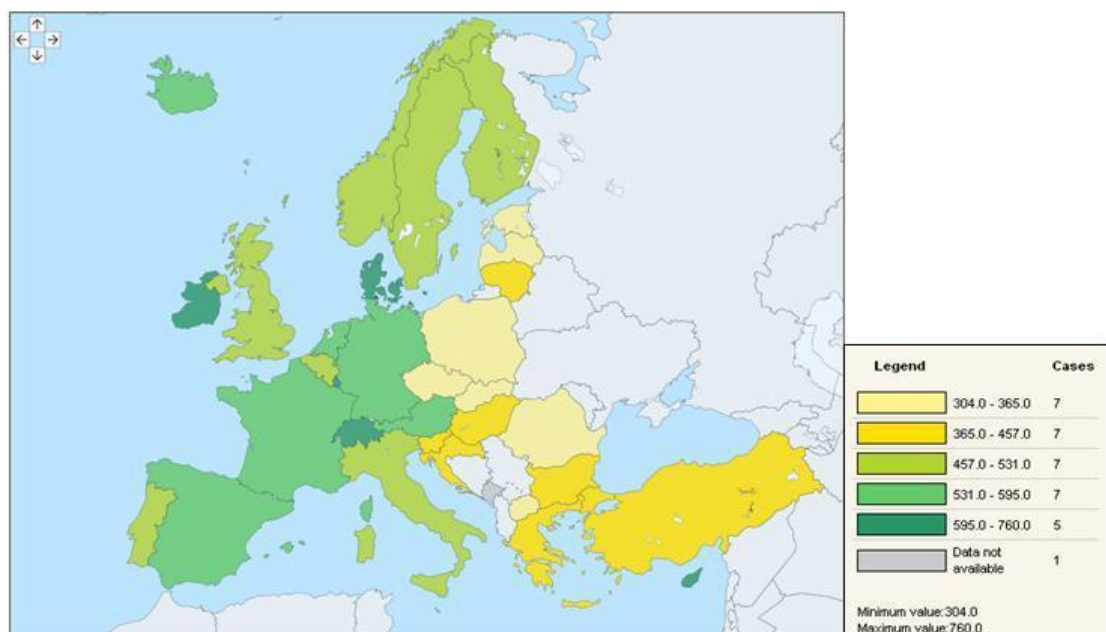 Legend Cases
304.0 - 365.0 7
365.0 - 457.0 7
457.0 - 531.0 7
531.0 - 595.0 7
595.0 - 760.0 5
Data not
available 1
Minimum value:304.0
Maximum value:760.0